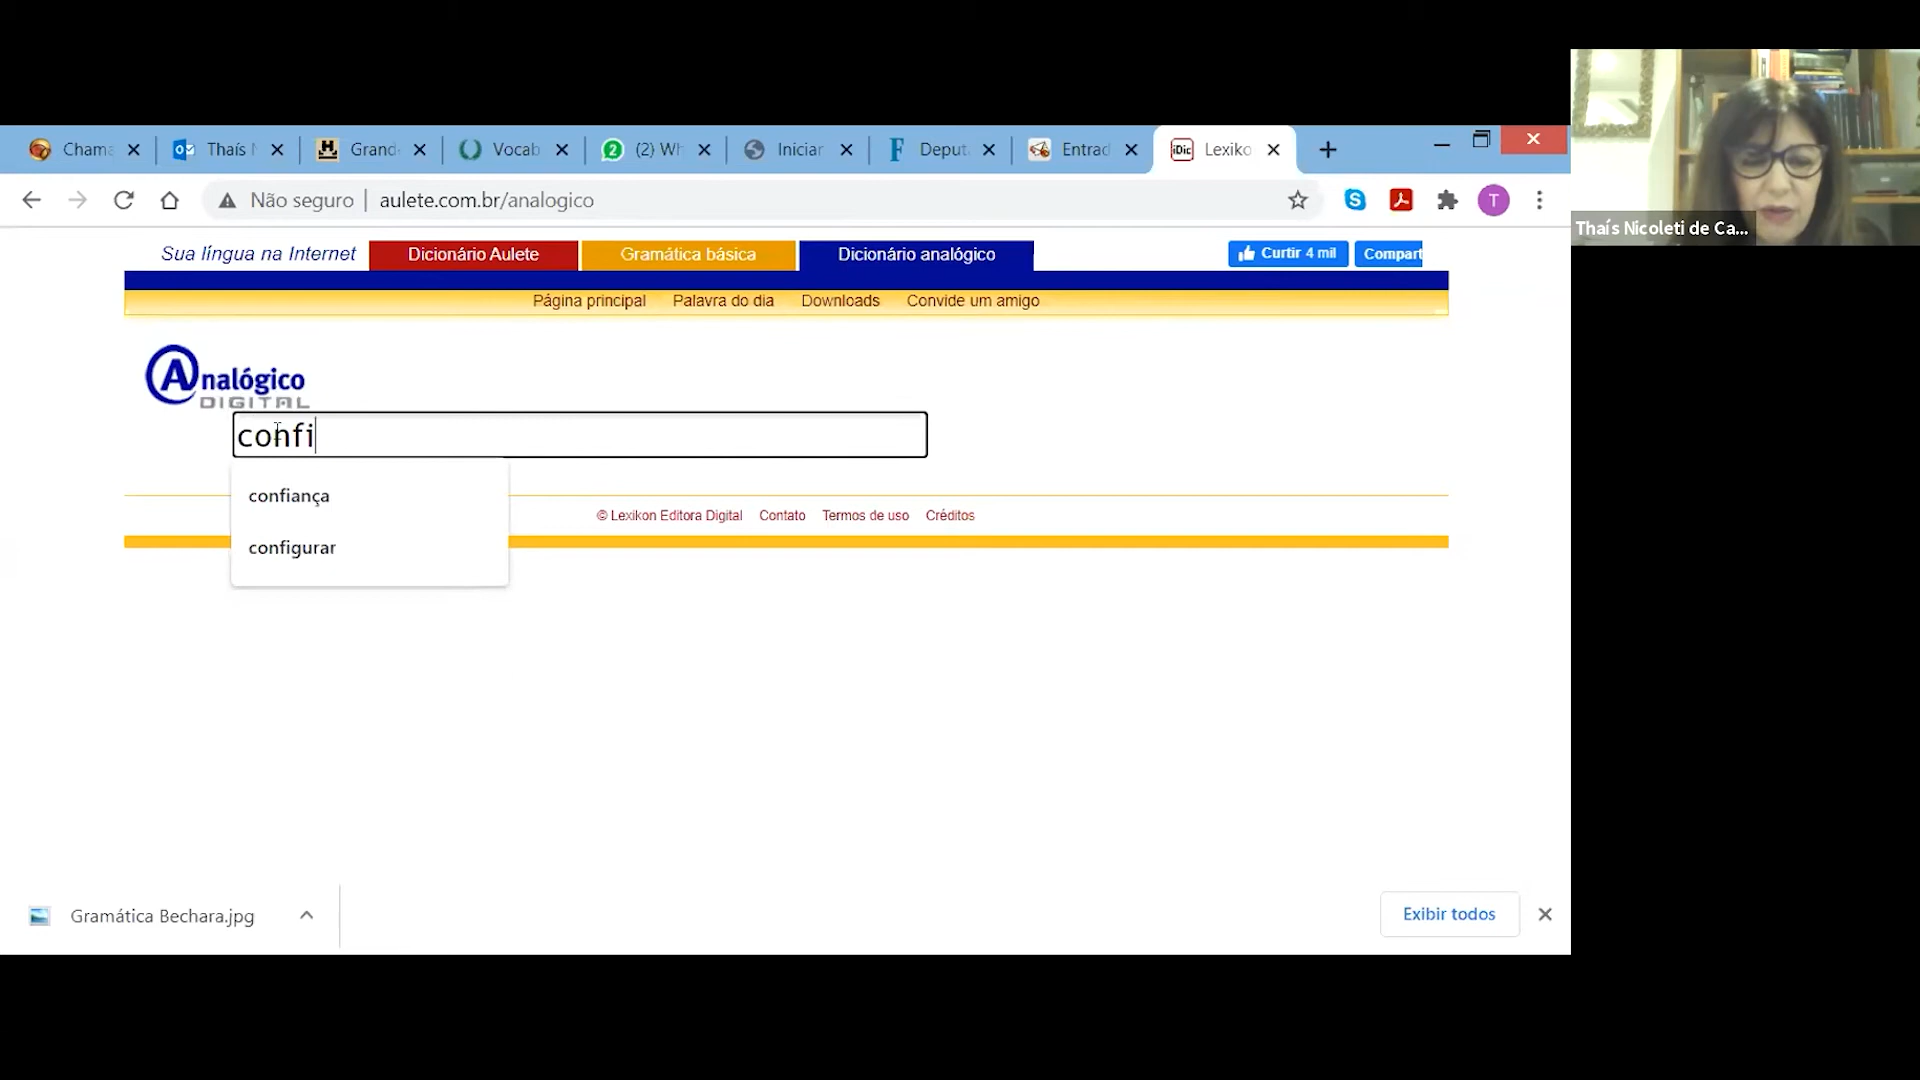 Chama
Thaís N
Grand
Vocab
(2) Wh
Iniciar
Deput
Entrad
iDic
Lexiko
Não seguro
aulete.com.br/analogico
T
Sua língua na Internet
Dicionário Aulete
Gramática básica
Dicionário analógico
Curtir 4 mil
Compart
Página principal
Palavra do dia
Downloads
Convide um amigo
Analógico
DIGITAL
confi
confiança
configurar
© Lexikon Editora Digital
Contato
Termos de uso
Créditos
Gramática Bechara.jpg
Exibir todos
Thaís Nicoleti de Ca...